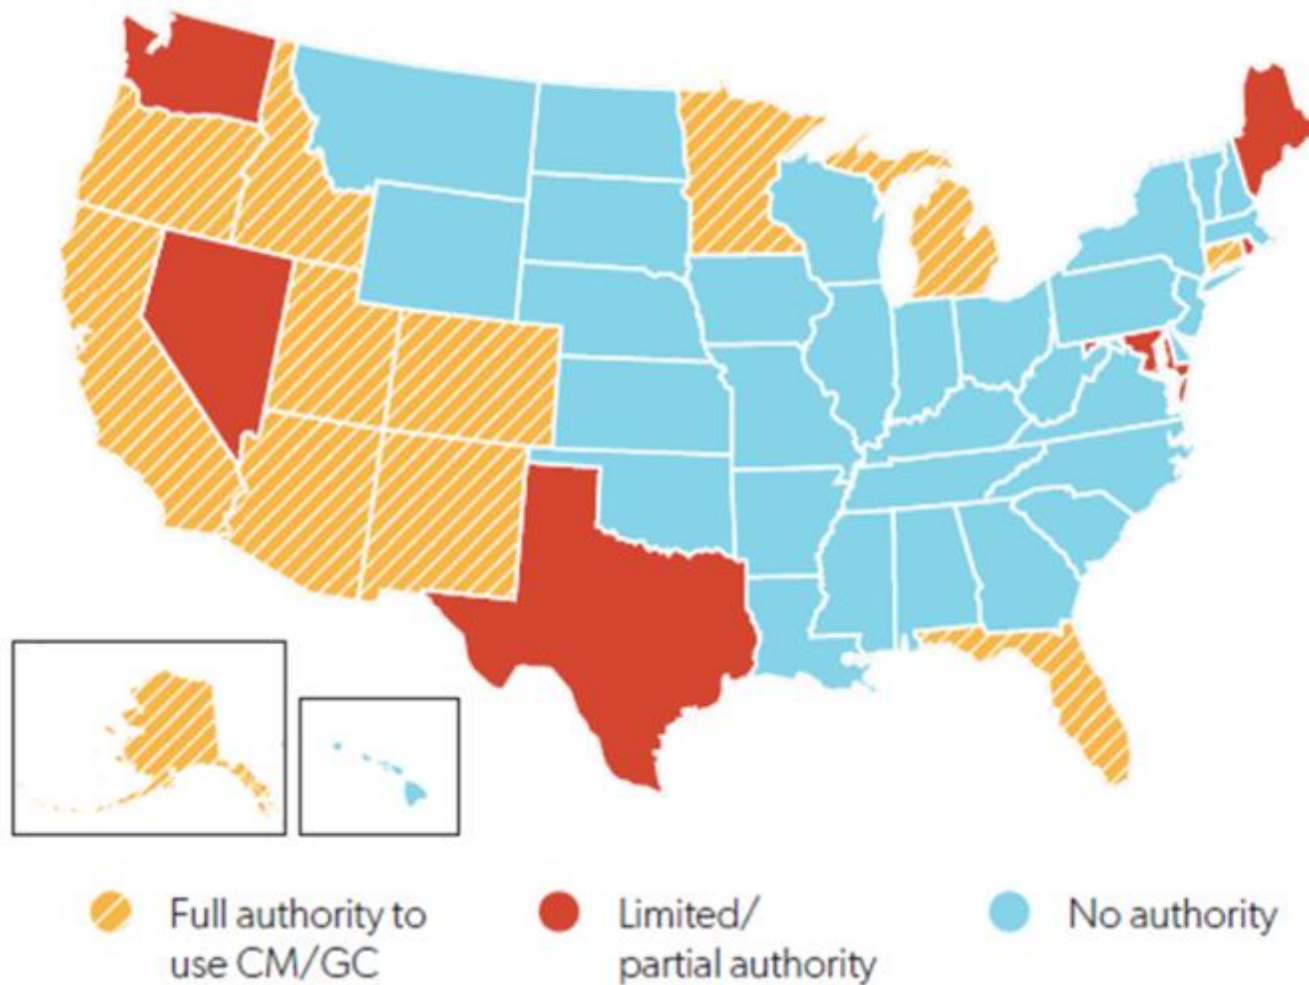 Full authority to
use CM/GC
Limited/
partial authority
No authority